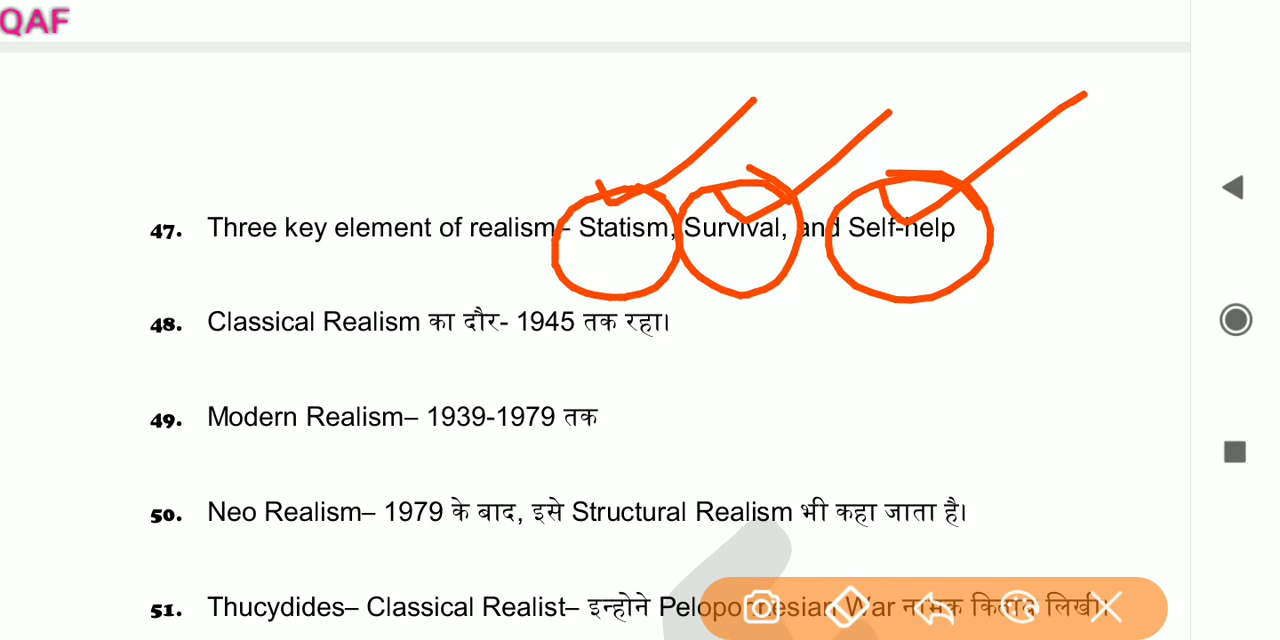 QAF
47. Three key element of realism– Statism, Survival, and Self-help
48. Classical Realism का दौर- 1945 तक रहा।
49. Modern Realism– 1939-1979 तक
50. Neo Realism– 1979 के बाद, इसे Structural Realism भी कहा जाता है।
51. Thucydides– Classical Realist– इन्होने Peloponnesian War नामक किताब लिखी।